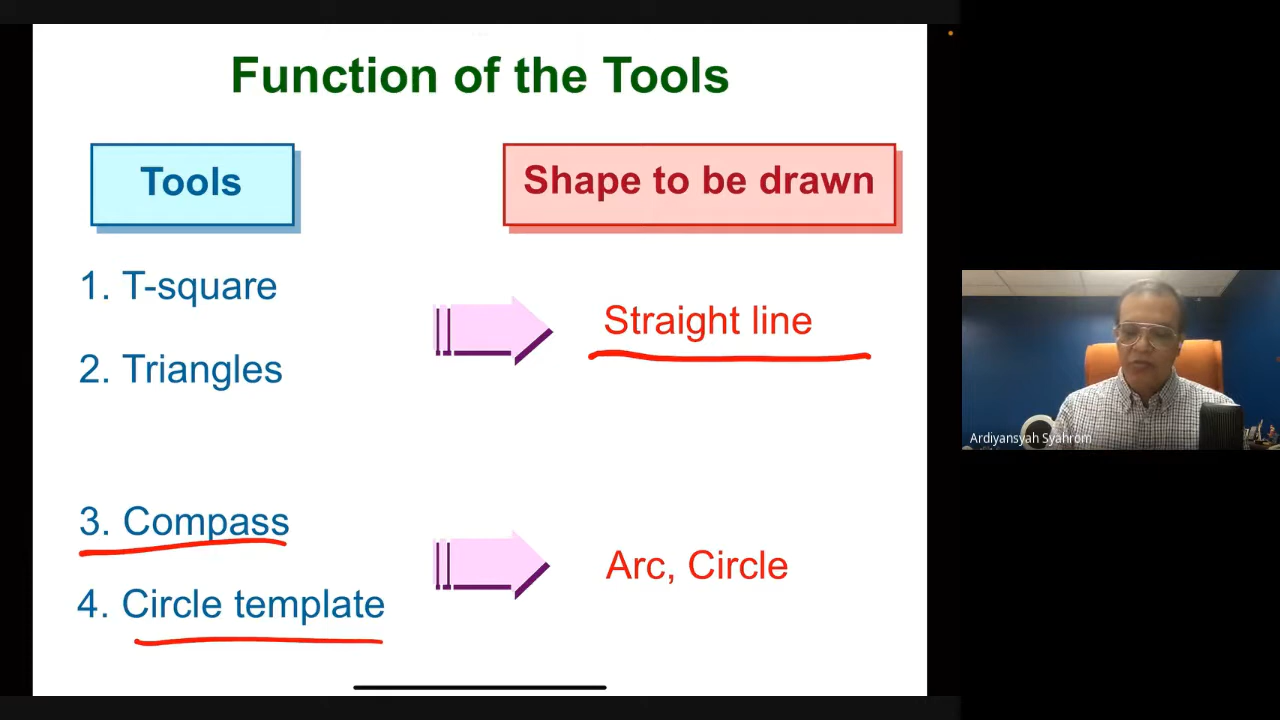 Function of the Tools
Tools
Shape to be drawn
1. T-square
2. Triangles
Straight line
3. Compass
4. Circle template
Arc, Circle
Ardiyansyah Syahrom